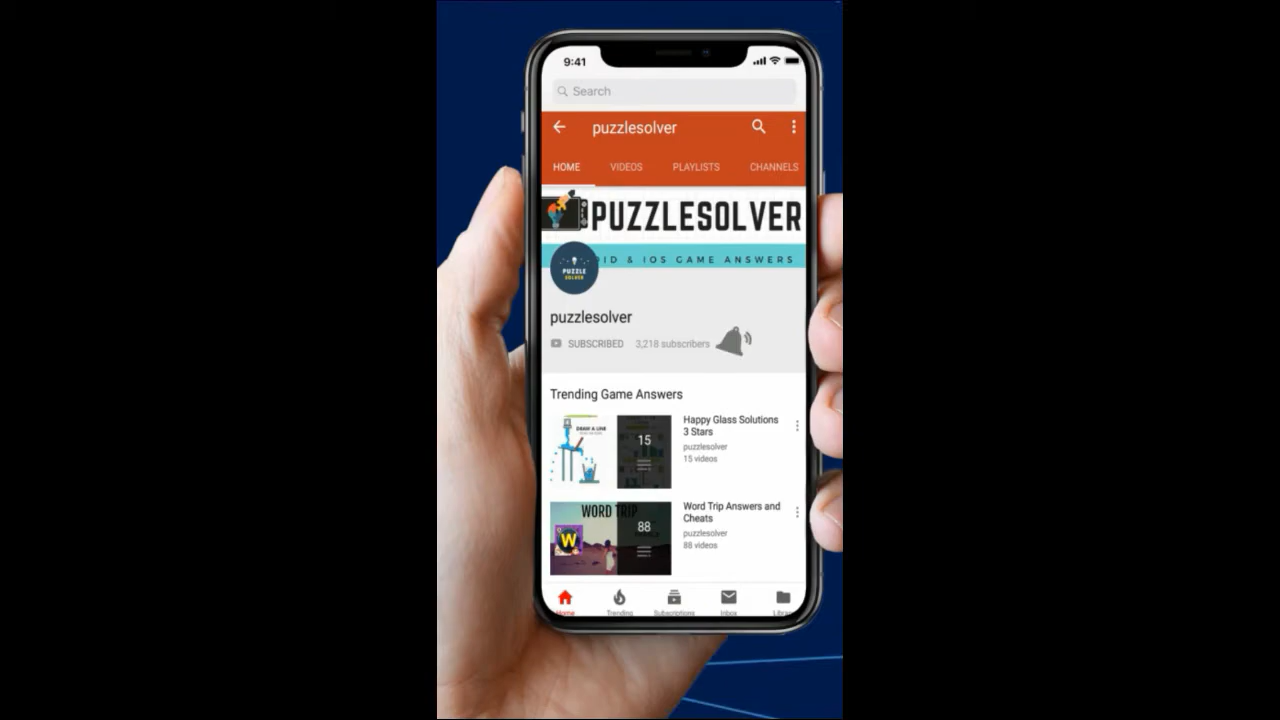 9:41
Search
puzzlesolver
HOME VIDEOS PLAYLISTS CHANNELS
PUZZLESOLVER
ID & IOS GAME ANSWERS
PUZZLE
SOLVER
puzzlesolver
SUBSCRIBED 3,218 subscribers
Trending Game Answers
DRAW A LINE
15
Happy Glass Solutions
3 Stars
puzzlesolver
15 videos
WORD TRIP
W
88
Word Trip Answers and
Cheats
puzzlesolver
88 videos
Home Trending Subscriptions Inbox